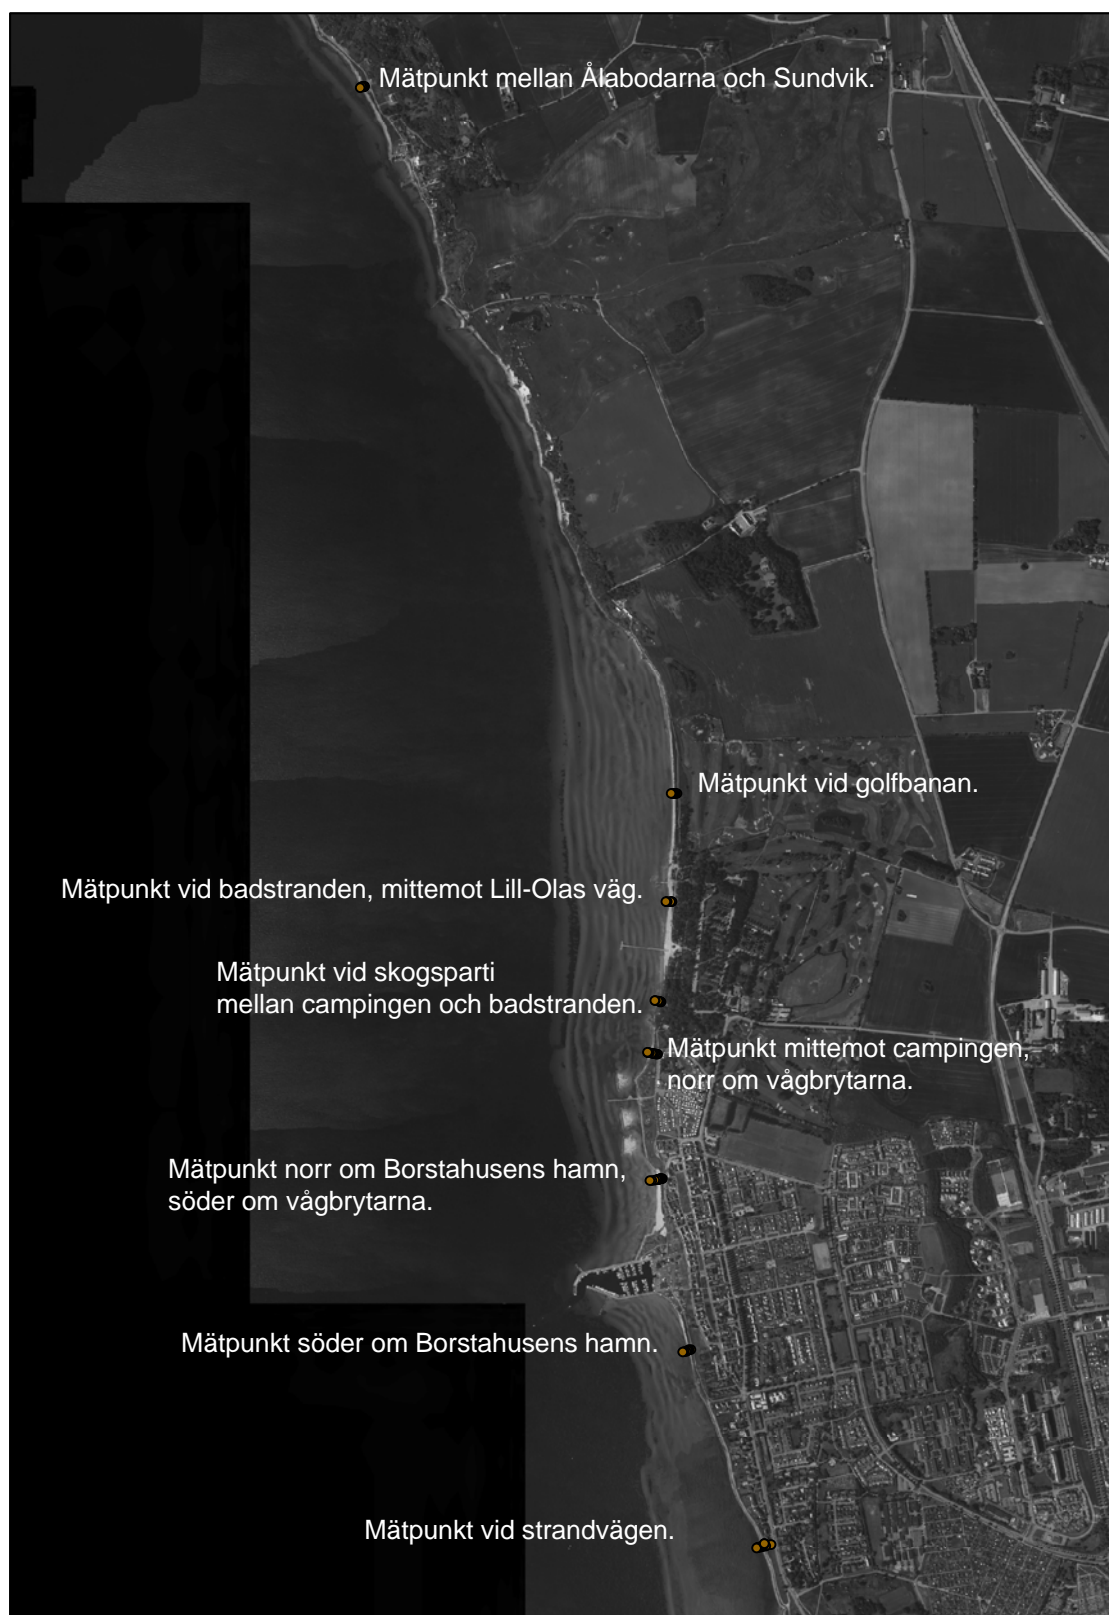 Mätpunkt mellan Ålabodarna och Sundvik.
Mätpunkt vid golfbanan.
Mätpunkt vid badstranden, mittemot Lill-Olas väg.
Mätpunkt vid skogsparti
mellan campingen och badstranden.
Mätpunkt mittemot campingen,
norr om vågbrytarna.
Mätpunkt norr om Borstahusens hamn,
söder om vågbrytarna.
Mätpunkt söder om Borstahusens hamn.
Mätpunkt vid strandvägen.